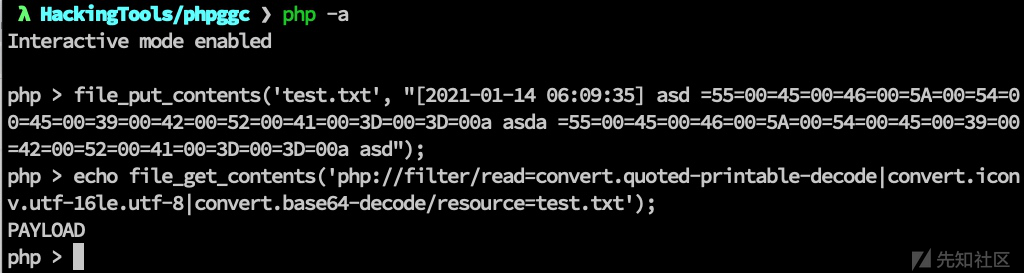 λ HackingTools/phpggc ❯ php -a
Interactive mode enabled
php > file_put_contents('test.txt', "[2021-01-14 06:09:35] asd =55=00=45=00=46=00=5A=00=54=0
0=45=00=39=00=42=00=52=00=41=00=3D=00=3D=00a asda =55=00=45=00=46=00=5A=00=54=00=45=00=39=00
=42=00=52=00=41=00=3D=00=3D=00a asd");
php > echo file_get_contents('php://filter/read=convert.quoted-printable-decode|convert.icon
v.utf-16le.utf-8|convert.base64-decode/resource=test.txt');
PAYLOAD
php >
先知社区